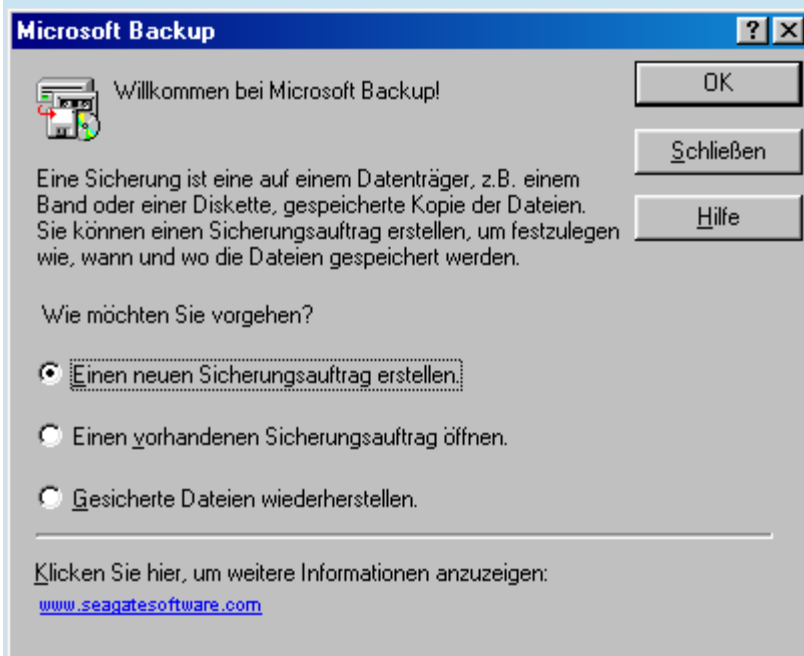 Microsoft Backup
Willkommen bei Microsoft Backup!
OK
Schließen
Hilfe
Eine Sicherung ist eine auf einem Datenträger, z.B. einem
Band oder einer Diskette, gespeicherte Kopie der Dateien.
Sie können einen Sicherungsauftrag erstellen, um festzulegen
wie, wann und wo die Dateien gespeichert werden.
Wie möchten Sie vorgehen?
Einen neuen Sicherungsauftrag erstellen.
Einen vorhandenen Sicherungsauftrag öffnen.
Gesicherte Dateien wiederherstellen.
Klicken Sie hier, um weitere Informationen anzuzeigen:
www.seagatesoftware.com